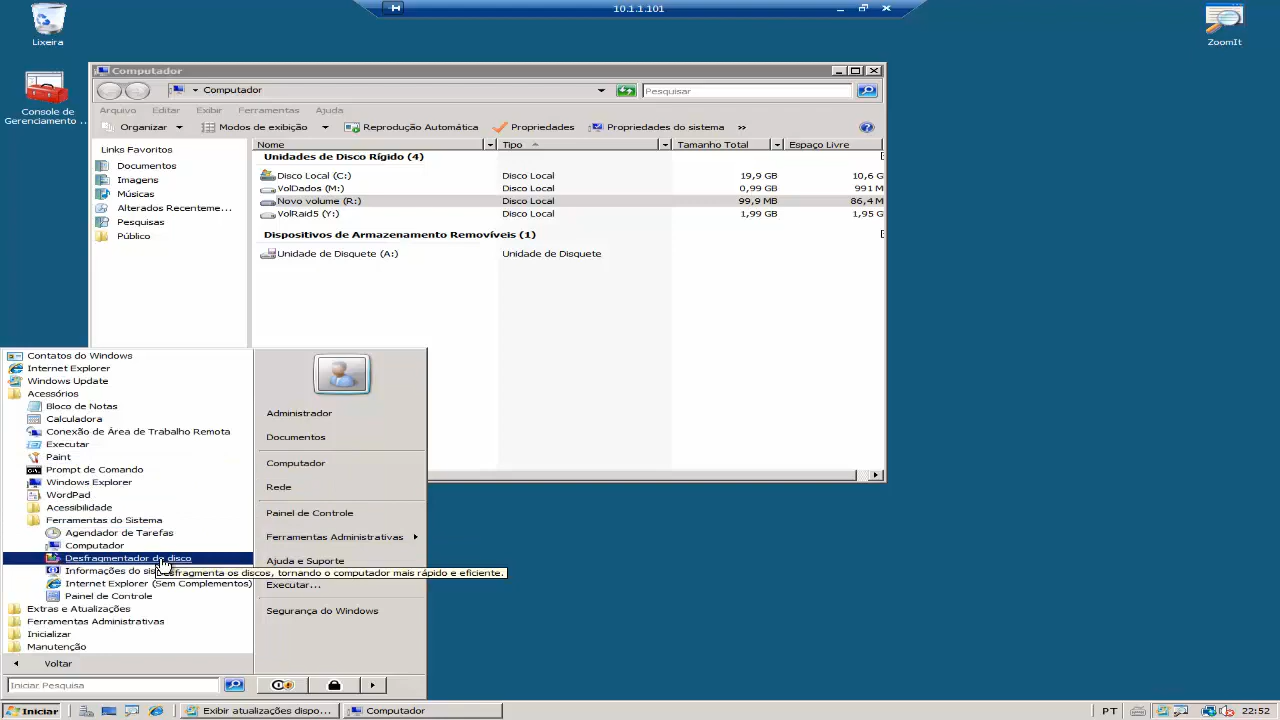 10.1.1.101
Lixeira
ZoomIt
Console de
Gerenciamento ...
Computador
Computador
Pesquisar
Arquivo Editar Exibir Ferramentas Ajuda
Organizar Modos de exibição Reprodução Automática Propriedades Propriedades do sistema »
Links Favoritos
Documentos
Imagens
Músicas
Alterados Recenteme...
Pesquisas
Público
Nome Tipo Tamanho Total Espaço Livre
Unidades de Disco Rígido (4)
Disco Local (C:) Disco Local 19,9 GB 10,6 G
VolDados (M:) Disco Local 0,99 GB 991 M
Novo volume (R:) Disco Local 99,9 MB 86,4 M
VolRaid5 (Y:) Disco Local 1,99 GB 1,95 G
Dispositivos de Armazenamento Removíveis (1)
Unidade de Disquete (A:) Unidade de Disquete
Contatos do Windows
Internet Explorer
Windows Update
Acessórios
Bloco de Notas
Calculadora
Conexão de Área de Trabalho Remota
Executar
Paint
Prompt de Comando
Windows Explorer
WordPad
Acessibilidade
Ferramentas do Sistema
Agendador de Tarefas
Computador
Desfragmentador de disco
Informações do sis
Internet Explorer (Sem Complementos)
Painel de Controle
Extras e Atualizações
Ferramentas Administrativas
Inicializar
Manutenção
Voltar
Iniciar Pesquisa
Administrador
Documentos
Computador
Rede
Painel de Controle
Ferramentas Administrativas
Ajuda e Suporte
esfragmenta os discos, tornando o computador mais rápido e eficiente.
Executar...
Segurança do Windows
Iniciar Exibir atualizações dispo... Computador PT 22:52